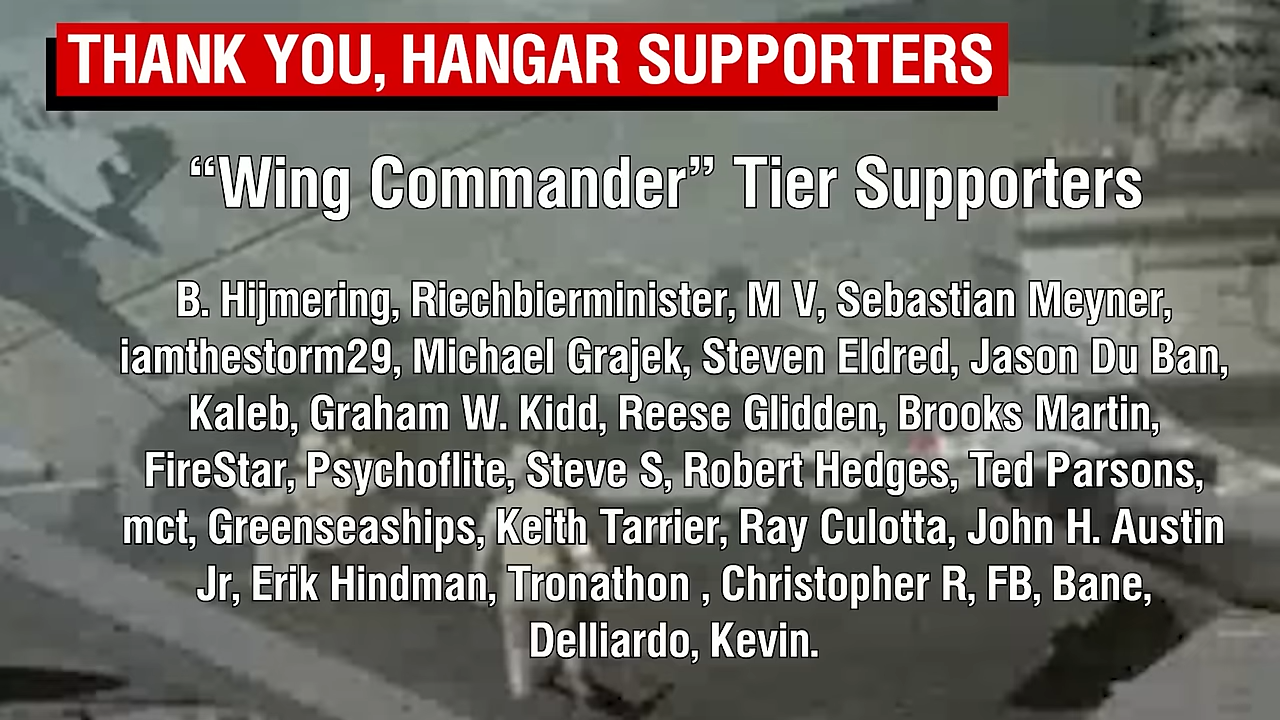 THANK YOU, HANGAR SUPPORTERS
“Wing Commander” Tier Supporters
B. Hijmering, Riechbierminister, M V, Sebastian Meyner,
iamthestorm29, Michael Grajek, Steven Eldred, Jason Du Ban,
Kaleb, Graham W. Kidd, Reese Glidden, Brooks Martin,
FireStar, Psychoflite, Steve S, Robert Hedges, Ted Parsons,
mct, Greenseaships, Keith Tarrier, Ray Culotta, John H. Austin
Jr, Erik Hindman, Tronathon , Christopher R, FB, Bane,
Delliardo, Kevin.